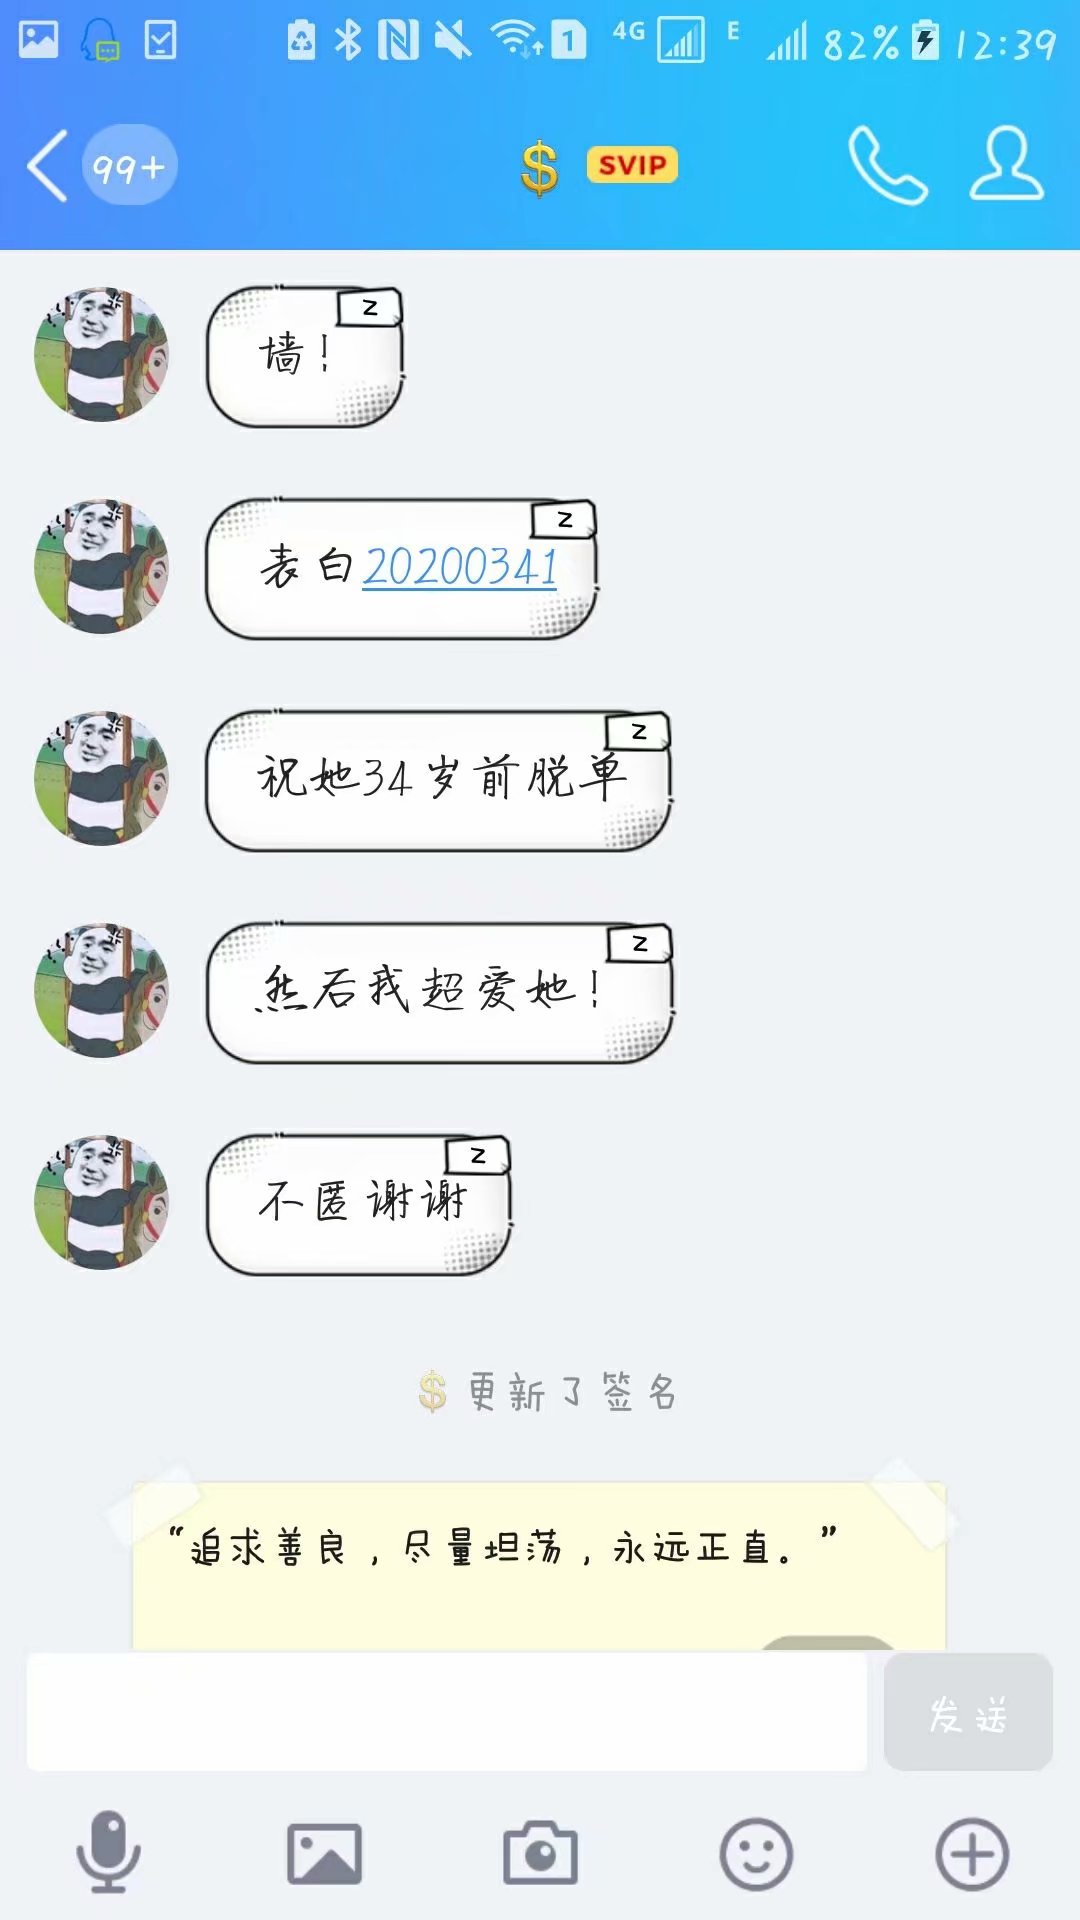 4G E 82% 12:39
99+ $ SVIP
Z
墙！
Z
表白20200341
Z
祝她34岁前脱单
Z
然后我超爱她！
Z
不匿谢谢
$更新了签名
“追求善良，尽量坦荡，永远正直。”
发送